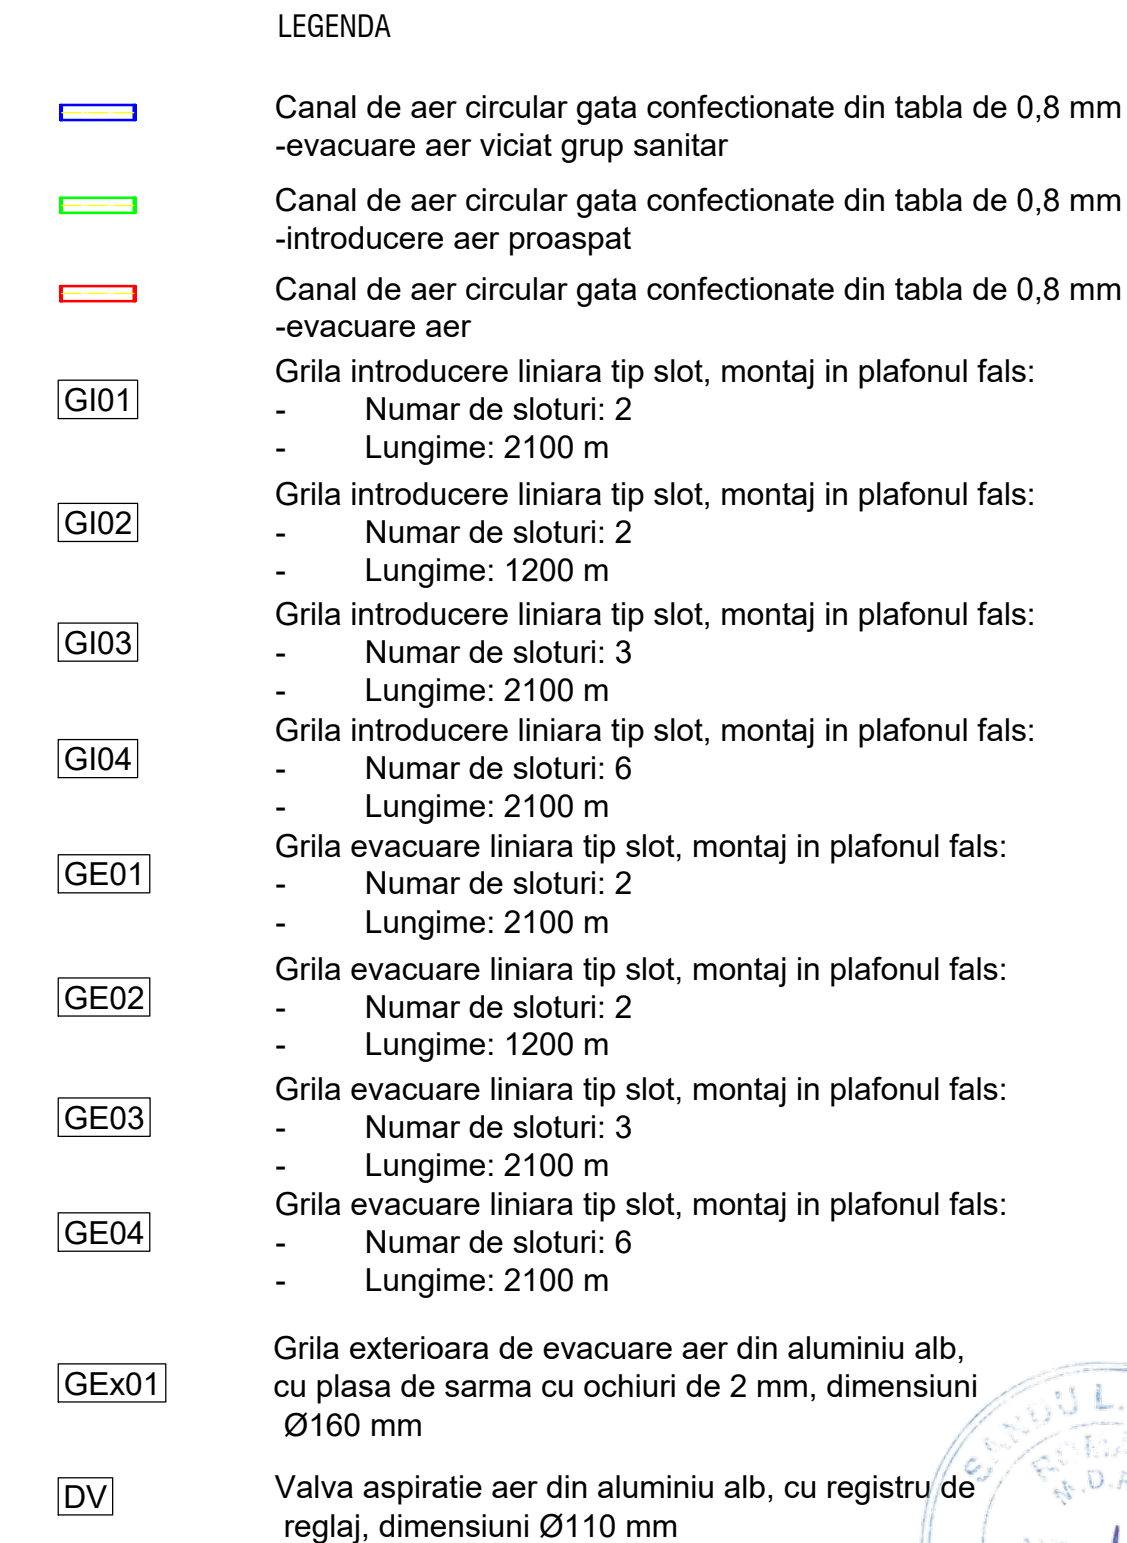 LEGENDA
Canal de aer circular gata confectionate din tabla de 0,8 mm
-evacuare aer viciat grup sanitar
Canal de aer circular gata confectionate din tabla de 0,8 mm
-introducere aer proaspat
Canal de aer circular gata confectionate din tabla de 0,8 mm
-evacuare aer
GI01
Grila introducere liniara tip slot, montaj in plafonul fals:
- Numar de sloturi: 2
- Lungime: 2100 m
GI02
Grila introducere liniara tip slot, montaj in plafonul fals:
- Numar de sloturi: 2
- Lungime: 1200 m
GI03
Grila introducere liniara tip slot, montaj in plafonul fals:
- Numar de sloturi: 3
- Lungime: 2100 m
GI04
Grila introducere liniara tip slot, montaj in plafonul fals:
- Numar de sloturi: 6
- Lungime: 2100 m
GE01
Grila evacuare liniara tip slot, montaj in plafonul fals:
- Numar de sloturi: 2
- Lungime: 2100 m
GE02
Grila evacuare liniara tip slot, montaj in plafonul fals:
- Numar de sloturi: 2
- Lungime: 1200 m
GE03
Grila evacuare liniara tip slot, montaj in plafonul fals:
- Numar de sloturi: 3
- Lungime: 2100 m
GE04
Grila evacuare liniara tip slot, montaj in plafonul fals:
- Numar de sloturi: 6
- Lungime: 2100 m
GEx01
Grila exterioara de evacuare aer din aluminiu alb,
cu plasa de sarma cu ochiuri de 2 mm, dimensiuni
Ø160 mm
DV
Valva aspiratie aer din aluminiu alb, cu registru de
reglaj, dimensiuni Ø110 mm
SANDU L.